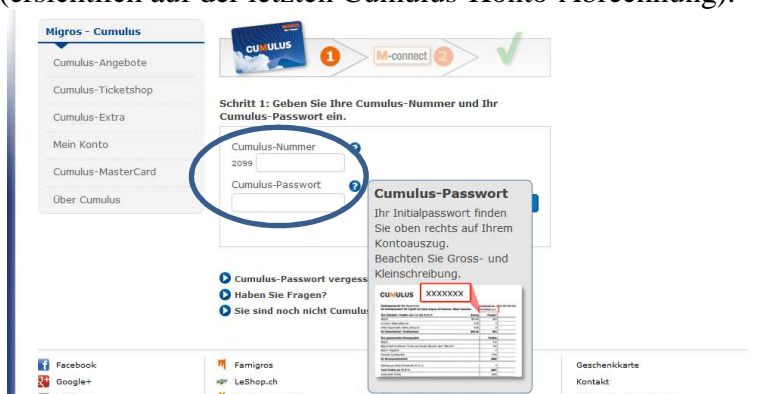 (ersichtlich auf der letzten Cumulus-Konto-Abrechnung):
Migros - Cumulus
Cumulus-Angebote
Cumulus-Ticketshop
Cumulus-Extra
Mein Konto
Cumulus-MasterCard
Über Cumulus
MIGROS
CUMULUS
1
M-connect 2
Schritt 1: Geben Sie Ihre Cumulus-Nummer und Ihr
Cumulus-Passwort ein.
Cumulus-Nummer ?
2099
Cumulus-Passwort ?
Cumulus-Passwort
Ihr Initialpasswort finden
Sie oben rechts auf Ihrem
Kontoauszug.
Beachten Sie Gross- und
Kleinschreibung.
CUMULUS XXXXXXX
Cumulus-Passwort vergess
Haben Sie Fragen?
Sie sind noch nicht Cumulu
Facebook
Google+
Famigros
LeShop.ch
Geschenkkarte
Kontakt